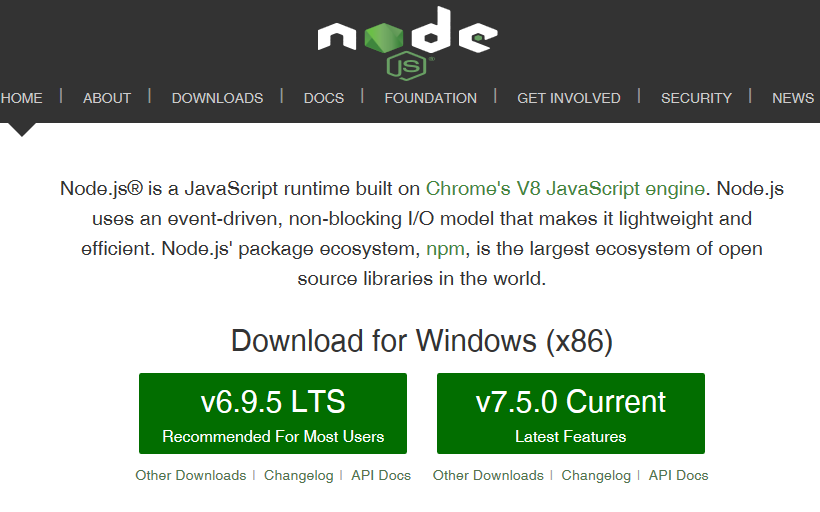 node
JS®
HOME | ABOUT | DOWNLOADS | DOCS | FOUNDATION | GET INVOLVED | SECURITY | NEWS
Node.js® is a JavaScript runtime built on Chrome's V8 JavaScript engine. Node.js
uses an event-driven, non-blocking I/O model that makes it lightweight and
efficient. Node.js' package ecosystem, npm, is the largest ecosystem of open
source libraries in the world.
Download for Windows (x86)
v6.9.5 LTS
Recommended For Most Users
v7.5.0 Current
Latest Features
Other Downloads | Changelog | API Docs
Other Downloads | Changelog | API Docs